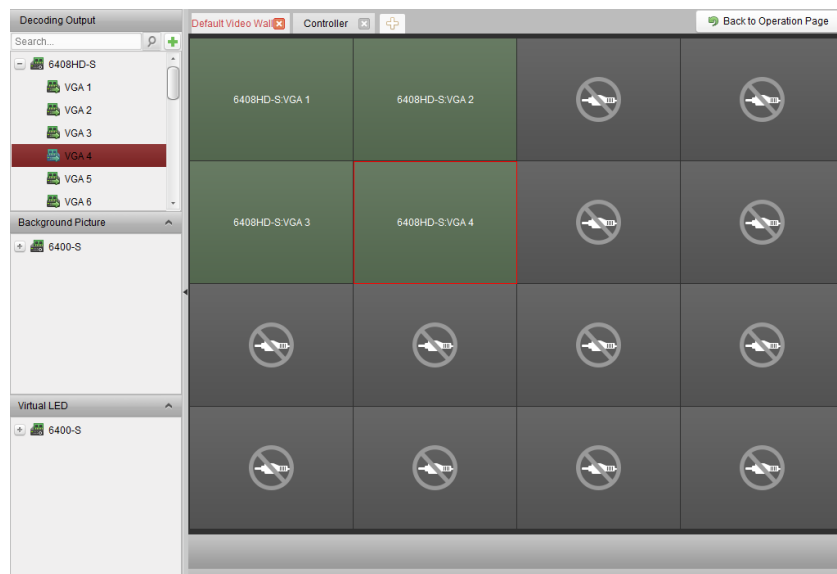 Decoding Output
Search...
6408HD-S
VGA 1
VGA 2
VGA 3
VGA 4
VGA 5
VGA 6
Background Picture
6400-S
Virtual LED
6400-S
Default Video Wall
Controller
Back to Operation Page
6408HD-S:VGA 1
6408HD-S:VGA 2
6408HD-S:VGA 3
6408HD-S:VGA 4